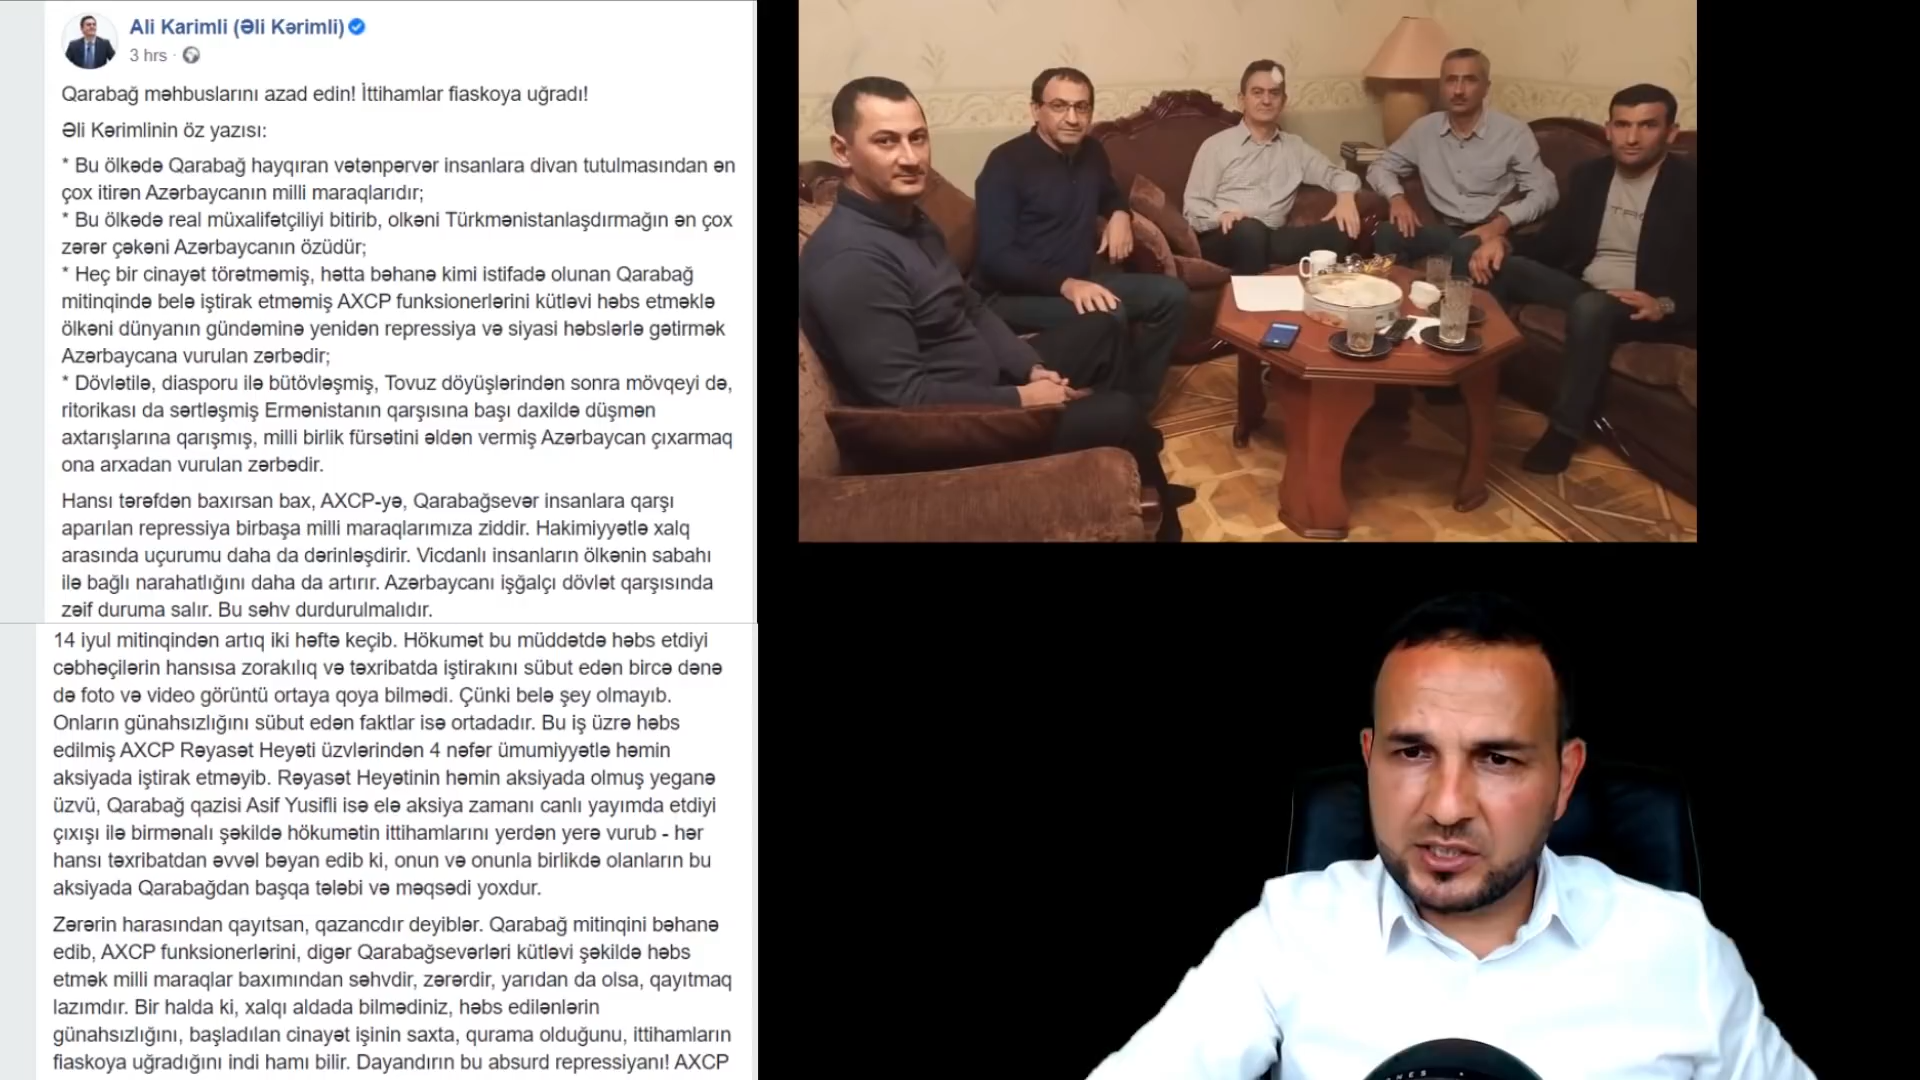 Ali Karimli (Əli Kərimli)
3 hrs ·
Qarabağ məhbuslarını azad edin! İttihamlar fiaskoya uğradı!
Əli Kərimlinin öz yazısı:
* Bu ölkədə Qarabağ hayqıran vətənpərvər insanlara divan tutulmasından ən
çox itirən Azərbaycanın milli maraqlarıdır;
* Bu ölkədə real müxalifətçiliyi bitirib, olkəni Türkmənistanlaşdırmağın ən çox
zərər çəkəni Azərbaycanın özüdür;
* Heç bir cinayət törətməmiş, hətta bəhanə kimi istifadə olunan Qarabağ
mitinqində belə iştirak etməmiş AXCP funksionerlərini kütləvi həbs etməklə
ölkəni dünyanın gündəminə yenidən repressiya və siyasi həbslərlə gətirmək
Azərbaycana vurulan zərbədir;
* Dövlətilə, diasporu ilə bütövləşmiş, Tovuz döyüşlərindən sonra mövqeyi də,
ritorikası da sərtləşmiş Ermənistanın qarşısına başı daxildə düşmən
axtarışlarına qarışmış, milli birlik fürsətini əldən vermiş Azərbaycan çıxarmaq
ona arxadan vurulan zərbədir.
Hansı tərəfdən baxırsan bax, AXCP-yə, Qarabağsevər insanlara qarşı
aparılan repressiya birbaşa milli maraqlarımıza ziddir. Hakimiyyətlə xalq
arasında uçurumu daha da dərinləşdirir. Vicdanlı insanların ölkənin sabahı
ilə bağlı narahatlığını daha da artırır. Azərbaycanı işğalçı dövlət qarşısında
zəif duruma salır. Bu səhv durdurulmalıdır.
14 iyul mitinqindən artıq iki həftə keçib. Hökumət bu müddətdə həbs etdiyi
cəbhəçilərin hansısa zorakılıq və təxribatda iştirakını sübut edən bircə dənə
də foto və video görüntü ortaya qoya bilmədi. Çünki belə şey olmayıb.
Onların günahsızlığını sübut edən faktlar isə ortadadır. Bu iş üzrə həbs
edilmiş AXCP Rəyasət Heyəti üzvlərindən 4 nəfər ümumiyyətlə həmin
aksiyada iştirak etməyib. Rəyasət Heyətinin həmin aksiyada olmuş yeganə
üzvü, Qarabağ qazisi Asif Yusifli isə elə aksiya zamanı canlı yayımda etdiyi
çıxışı ilə birmənalı şəkildə hökumətin ittihamlarını yerdən yerə vurub - hər
hansı təxribatdan əvvəl bəyan edib ki, onun və onunla birlikdə olanların bu
aksiyada Qarabağdan başqa tələbi və məqsədi yoxdur.
Zərərin harasından qayıtsan, qazancdır deyiblər. Qarabağ mitinqini bəhanə
edib, AXCP funksionerlərini, digər Qarabağsevərləri kütləvi şəkildə həbs
etmək milli maraqlar baxımından səhvdir, zərərdir, yarıdan da olsa, qayıtmaq
lazımdır. Bir halda ki, xalqı aldada bilmədiniz, həbs edilənlərin
günahsızlığını, başladılan cinayət işinin saxta, qurama olduğunu, ittihamların
fiaskoya uğradığını indi hamı bilir. Dayandırın bu absurd repressiyanı! AXCP